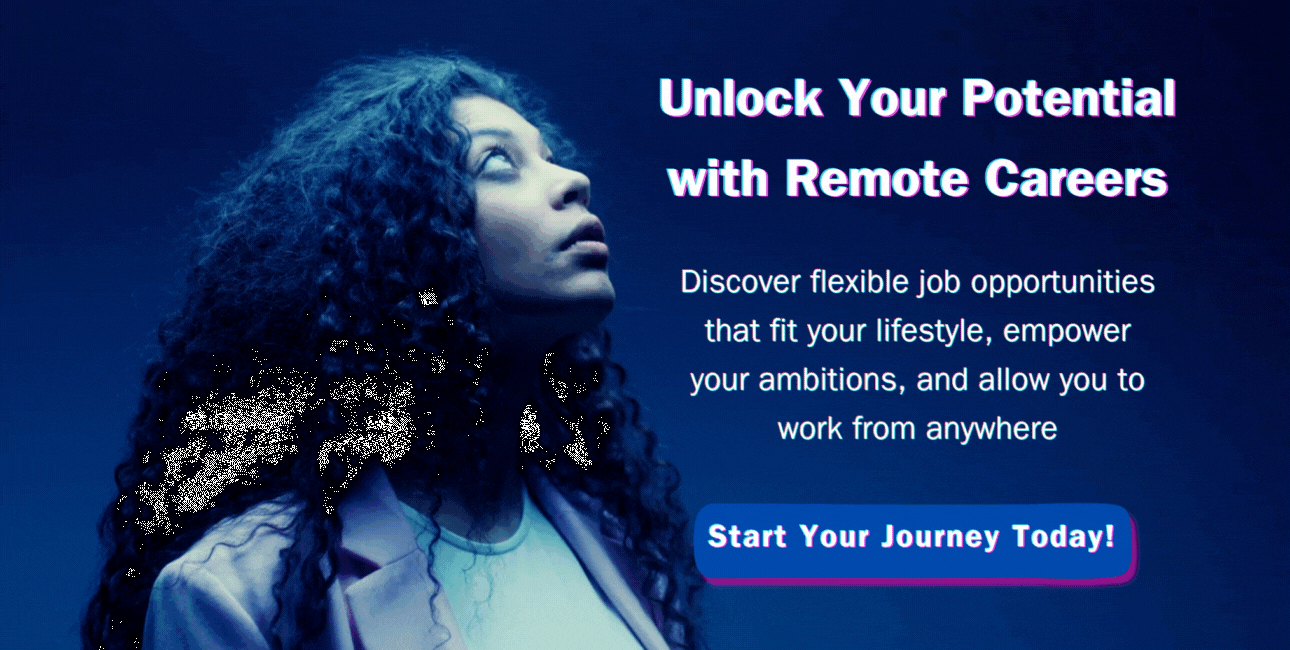 Unlock Your Potential
with Remote Careers
Discover flexible job opportunities
that fit your lifestyle, empower
your ambitions, and allow you to
work from anywhere
Start Your Journey Today!